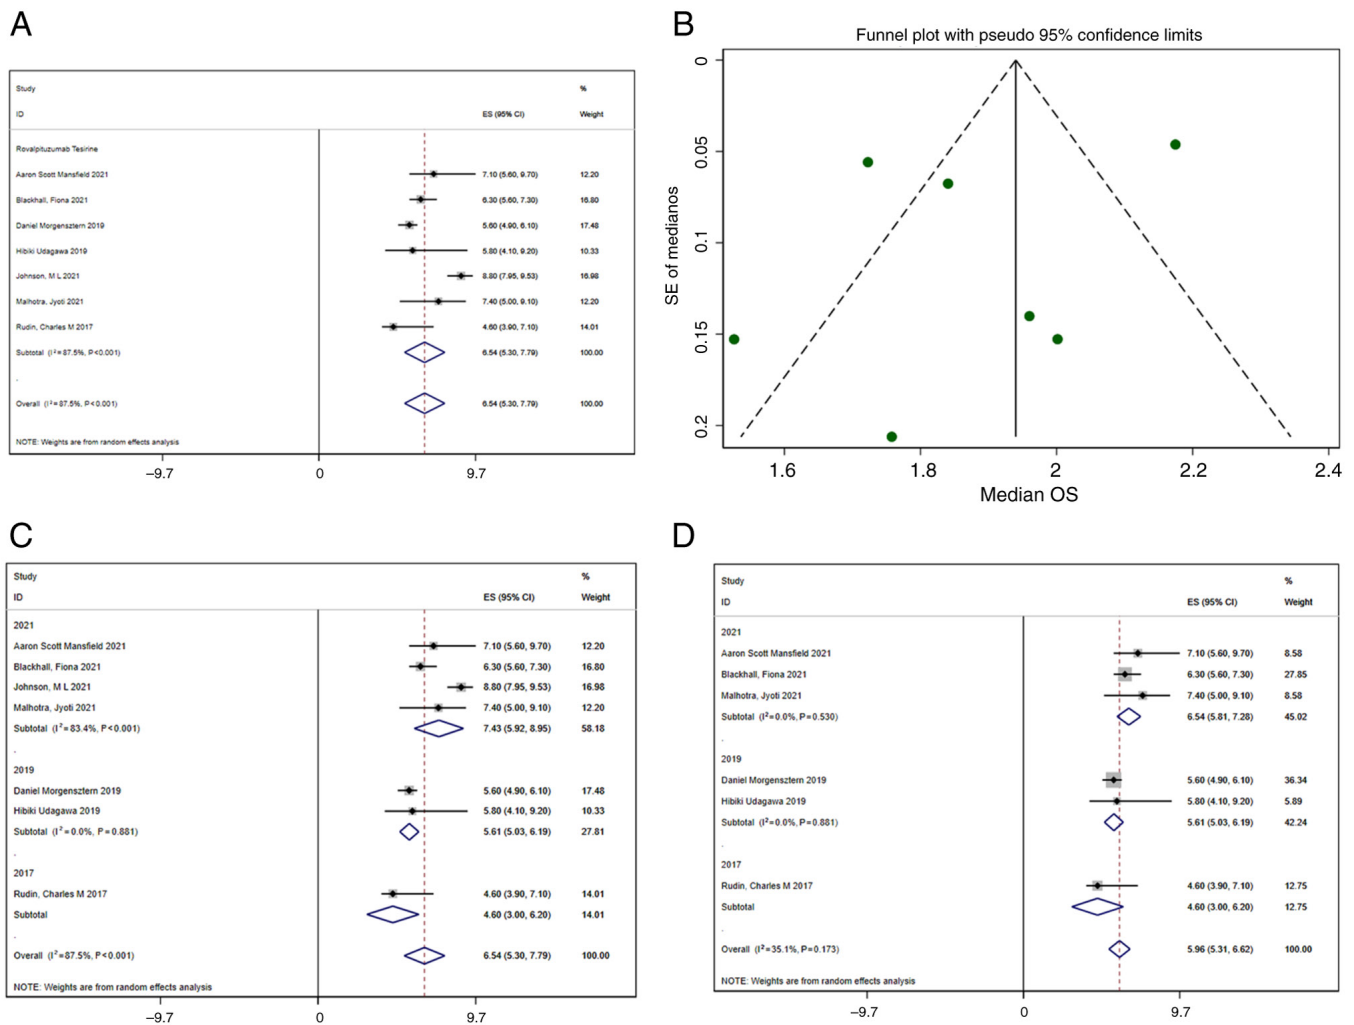 A
Study %
ID ES (95% CI) Weight
Rovalpituzumab Tesirine
Aaron Scott Mansfield 2021 7.10 (5.60, 9.70) 12.20
Blackhall, Fiona 2021 6.30 (5.60, 7.30) 16.80
Daniel Morgensztern 2019 5.60 (4.90, 6.10) 17.48
Hibiki Udagawa 2019 5.80 (4.10, 9.20) 10.33
Johnson, M L 2021 8.80 (7.95, 9.53) 16.98
Malhotra, Jyoti 2021 7.40 (5.00, 9.10) 12.20
Rudin, Charles M 2017 4.60 (3.90, 7.10) 14.01
Subtotal (I²=87.5%, P<0.001) 6.54 (5.30, 7.79) 100.00
.
Overall (I²=87.5%, P<0.001) 6.54 (5.30, 7.79) 100.00
NOTE: Weights are from random effects analysis
−9.7 0 9.7
B
Funnel plot with pseudo 95% confidence limits
SE of medianos
0
0.05
0.1
0.15
0.2
1.6 1.8 2 2.2 2.4
Median OS
C
Study %
ID ES (95% CI) Weight
2021
Aaron Scott Mansfield 2021 7.10 (5.60, 9.70) 12.20
Blackhall, Fiona 2021 6.30 (5.60, 7.30) 16.80
Johnson, M L 2021 8.80 (7.95, 9.53) 16.98
Malhotra, Jyoti 2021 7.40 (5.00, 9.10) 12.20
Subtotal (I²=83.4%, P<0.001) 7.43 (5.92, 8.95) 58.18
.
2019
Daniel Morgensztern 2019 5.60 (4.90, 6.10) 17.48
Hibiki Udagawa 2019 5.80 (4.10, 9.20) 10.33
Subtotal (I²=0.0%, P=0.881) 5.61 (5.03, 6.19) 27.81
.
2017
Rudin, Charles M 2017 4.60 (3.90, 7.10) 14.01
Subtotal 4.60 (3.00, 6.20) 14.01
.
Overall (I²=87.5%, P<0.001) 6.54 (5.30, 7.79) 100.00
NOTE: Weights are from random effects analysis
−9.7 0 9.7
D
Study %
ID ES (95% CI) Weight
2021
Aaron Scott Mansfield 2021 7.10 (5.60, 9.70) 8.58
Blackhall, Fiona 2021 6.30 (5.60, 7.30) 27.85
Malhotra, Jyoti 2021 7.40 (5.00, 9.10) 8.58
Subtotal (I²=0.0%, P=0.530) 6.54 (5.81, 7.28) 45.02
.
2019
Daniel Morgensztern 2019 5.60 (4.90, 6.10) 36.34
Hibiki Udagawa 2019 5.80 (4.10, 9.20) 5.89
Subtotal (I²=0.0%, P=0.881) 5.61 (5.03, 6.19) 42.24
.
2017
Rudin, Charles M 2017 4.60 (3.90, 7.10) 12.75
Subtotal 4.60 (3.00, 6.20) 12.75
.
Overall (I²=35.1%, P=0.173) 5.96 (5.31, 6.62) 100.00
NOTE: Weights are from random effects analysis
−9.7 0 9.7